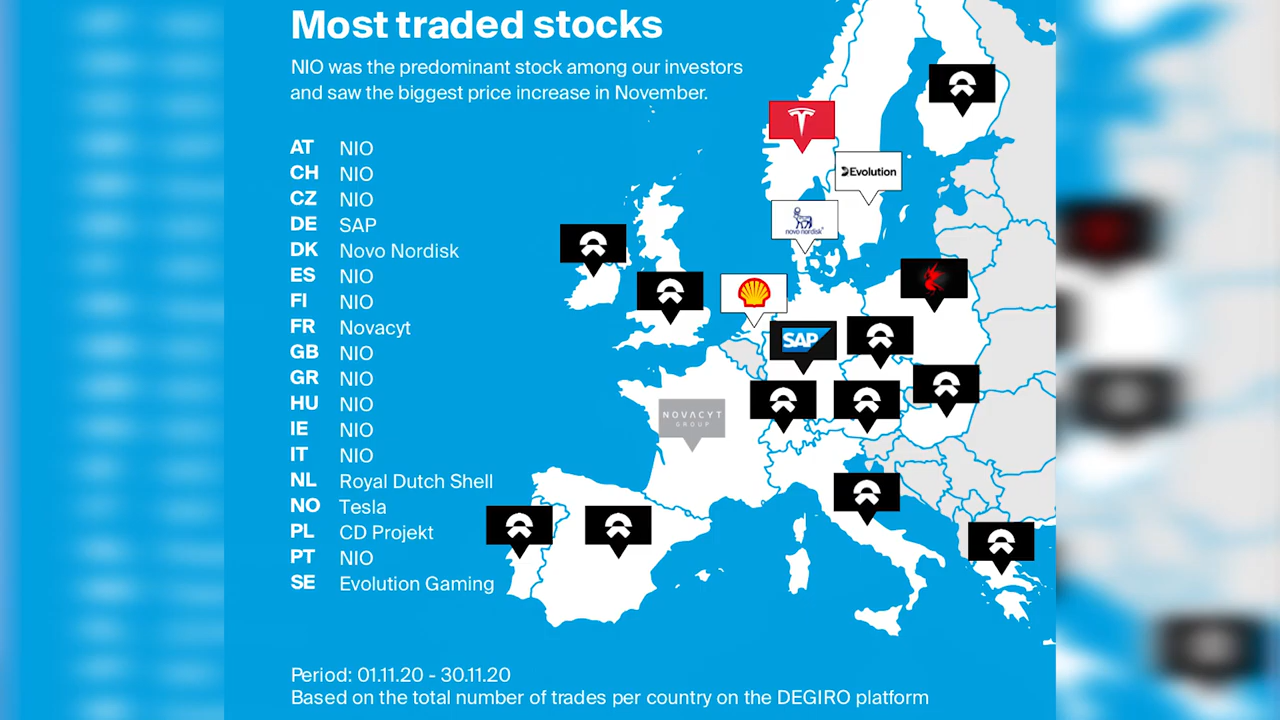 Most traded stocks
NIO was the predominant stock among our investors
and saw the biggest price increase in November.
AT NIO
CH NIO
CZ NIO
DE SAP
DK Novo Nordisk
ES NIO
FI NIO
FR Novacyt
GB NIO
GR NIO
HU NIO
IE NIO
IT NIO
NL Royal Dutch Shell
NO Tesla
PL CD Projekt
PT NIO
SE Evolution Gaming
Evolution
novo nordisk
SAP
NOVACYT
GROUP
Period: 01.11.20 - 30.11.20
Based on the total number of trades per country on the DEGIRO platform